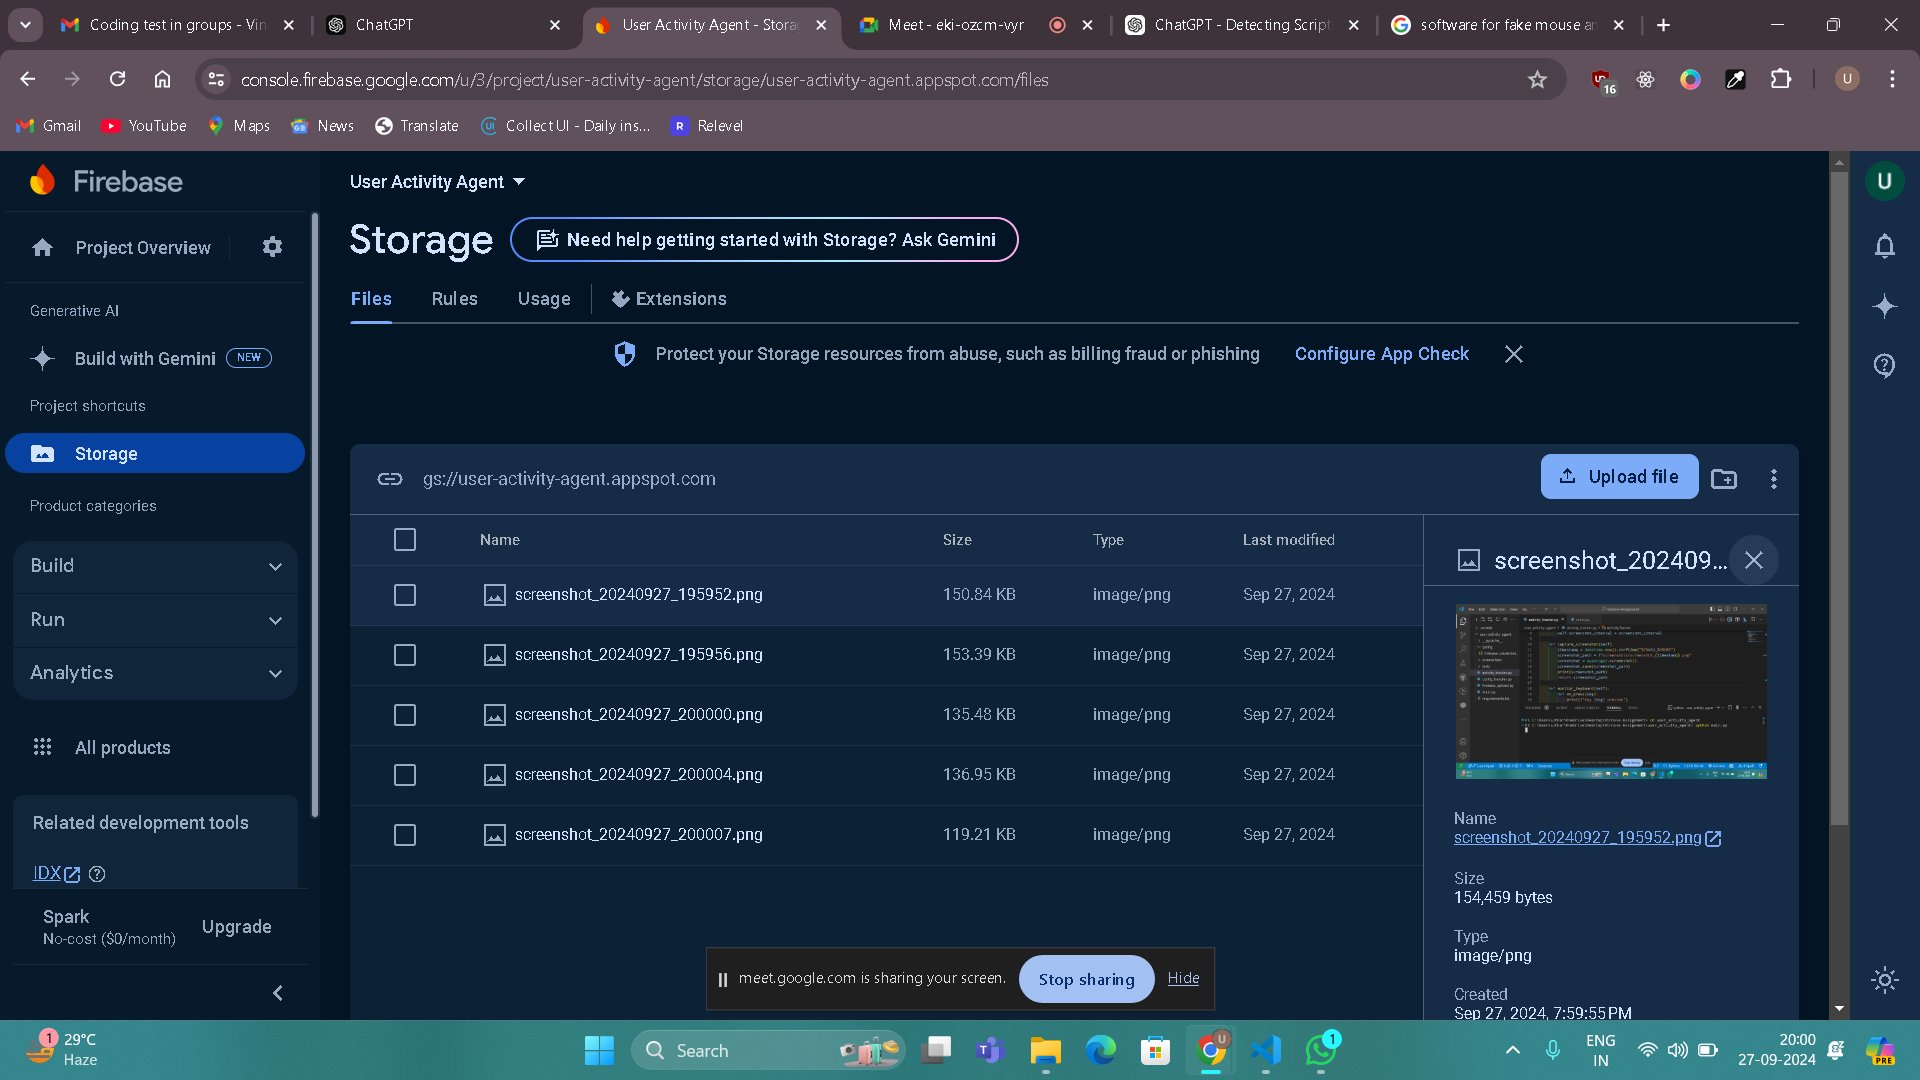 Coding test in groups - Vin
ChatGPT
User Activity Agent - Stora
Meet - eki-ozcm-vyr
ChatGPT - Detecting Script
software for fake mouse an
console.firebase.google.com/u/3/project/user-activity-agent/storage/user-activity-agent.appspot.com/files
16
U
Gmail
YouTube
Maps
News
Translate
Collect UI - Daily ins...
R
Relevel
Firebase
User Activity Agent
U
Storage
Need help getting started with Storage? Ask Gemini
Project Overview
Files
Rules
Usage
Extensions
Generative AI
Protect your Storage resources from abuse, such as billing fraud or phishing
Configure App Check
Build with Gemini
NEW
Project shortcuts
Storage
gs://user-activity-agent.appspot.com
Upload file
Product categories
Name
Size
Type
Last modified
screenshot_202409...
Build
screenshot_20240927_195952.png
150.84 KB
image/png
Sep 27, 2024
Run
screenshot_20240927_195956.png
153.39 KB
image/png
Sep 27, 2024
Analytics
screenshot_20240927_200000.png
135.48 KB
image/png
Sep 27, 2024
All products
screenshot_20240927_200004.png
136.95 KB
image/png
Sep 27, 2024
Related development tools
screenshot_20240927_200007.png
119.21 KB
image/png
Sep 27, 2024
Name
screenshot_20240927_195952.png
IDX
Size
154,459 bytes
Spark
No-cost ($0/month)
Upgrade
Type
image/png
meet.google.com is sharing your screen.
Stop sharing
Hide
Created
Sep 27, 2024, 7:59:55 PM
1
29°C
Haze
Search
1
ENG
IN
20:00
27-09-2024
PRE